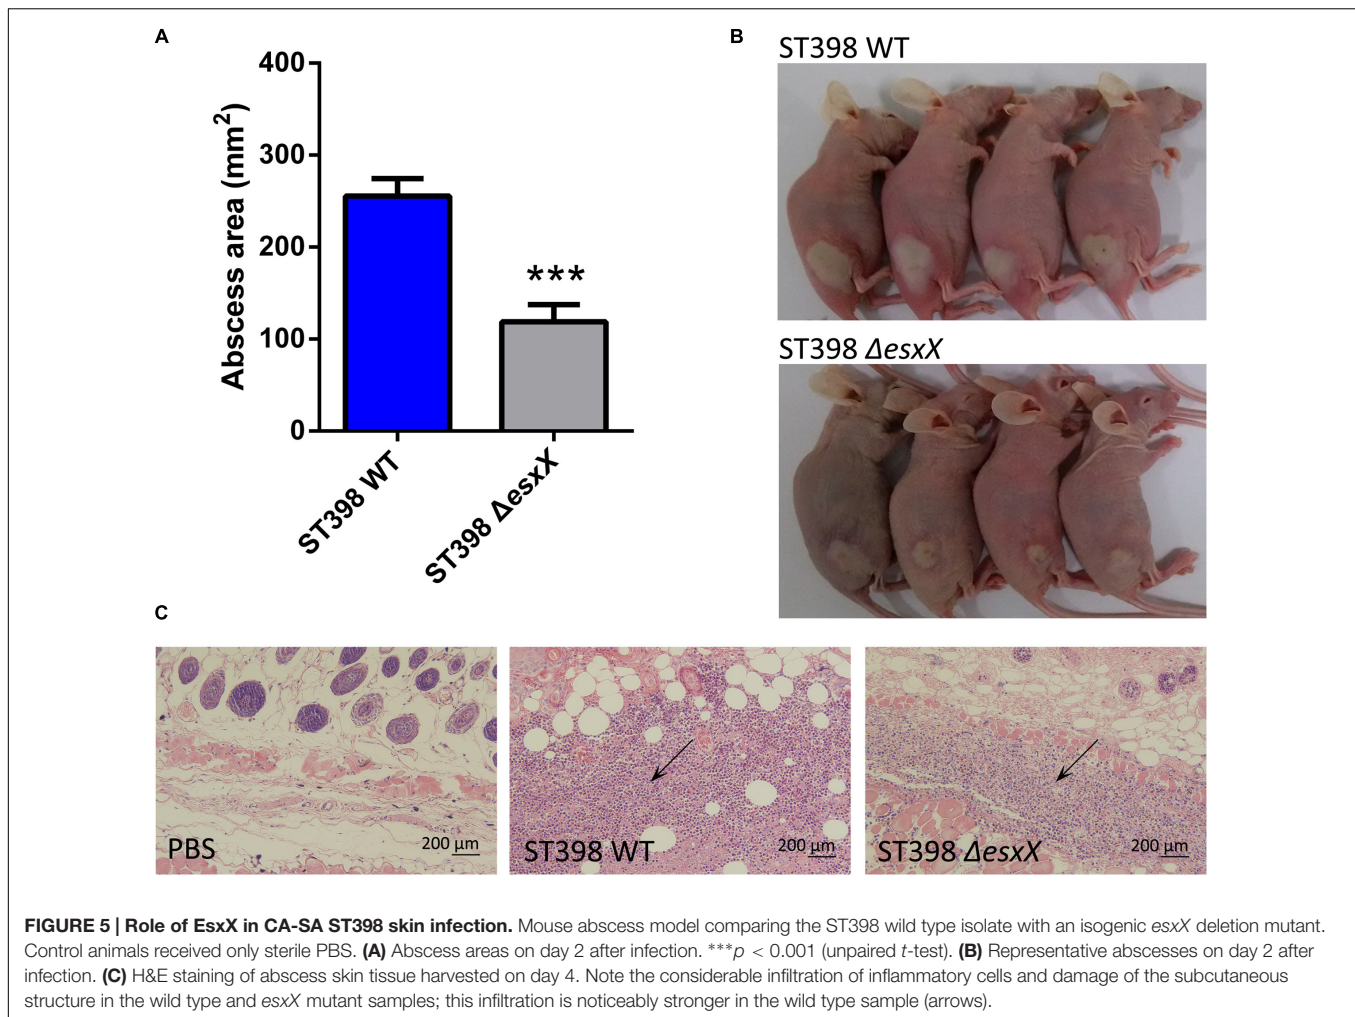 A
400
300
200
100
0
Abscess area (mm²)
***
ST398 WT
ST398 ΔesxX
B
ST398 WT
ST398 ΔesxX
C
PBS
200 µm
ST398 WT
200 µm
ST398 ΔesxX
200 µm
FIGURE 5 | Role of EsxX in CA-SA ST398 skin infection. Mouse abscess model comparing the ST398 wild type isolate with an isogenic esxX deletion mutant.
Control animals received only sterile PBS. (A) Abscess areas on day 2 after infection. ***p < 0.001 (unpaired t-test). (B) Representative abscesses on day 2 after
infection. (C) H&E staining of abscess skin tissue harvested on day 4. Note the considerable infiltration of inflammatory cells and damage of the subcutaneous
structure in the wild type and esxX mutant samples; this infiltration is noticeably stronger in the wild type sample (arrows).